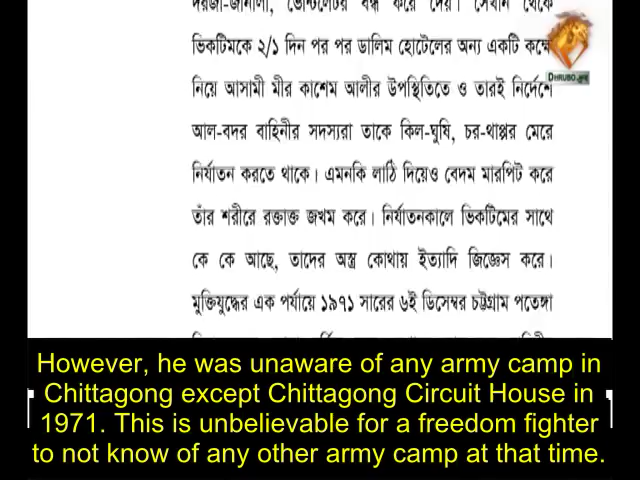 দরজা-জানালা, ভেন্টিলেটর বন্ধ করে দেয়। সেখান থেকে
ভিকটিমকে ২/১ দিন পর পর ডালিম হোটেলের অন্য একটি কক্ষে
নিয়ে আসামী মীর কাশেম আলীর উপস্থিতিতে ও তারই নির্দেশে
আল-বদর বাহিনীর সদস্যরা তাকে কিল-ঘুষি, চর-থাপ্পর মেরে
নির্যাতন করতে থাকে। এমনকি লাঠি দিয়েও বেদম মারপিট করে
তাঁর শরীরে রক্তাক্ত জখম করে। নির্যাতনকালে ভিকটিমের সাথে
কে কে আছে, তাদের অস্ত্র কোথায় ইত্যাদি জিজ্ঞেস করে।
মুক্তিযুদ্ধের এক পর্যায়ে ১৯৭১ সারের ৬ই ডিসেম্বর চট্টগ্রাম পতেঙ্গা
However, he was unaware of any army camp in
Chittagong except Chittagong Circuit House in
1971. This is unbelievable for a freedom fighter
to not know of any other army camp at that time.